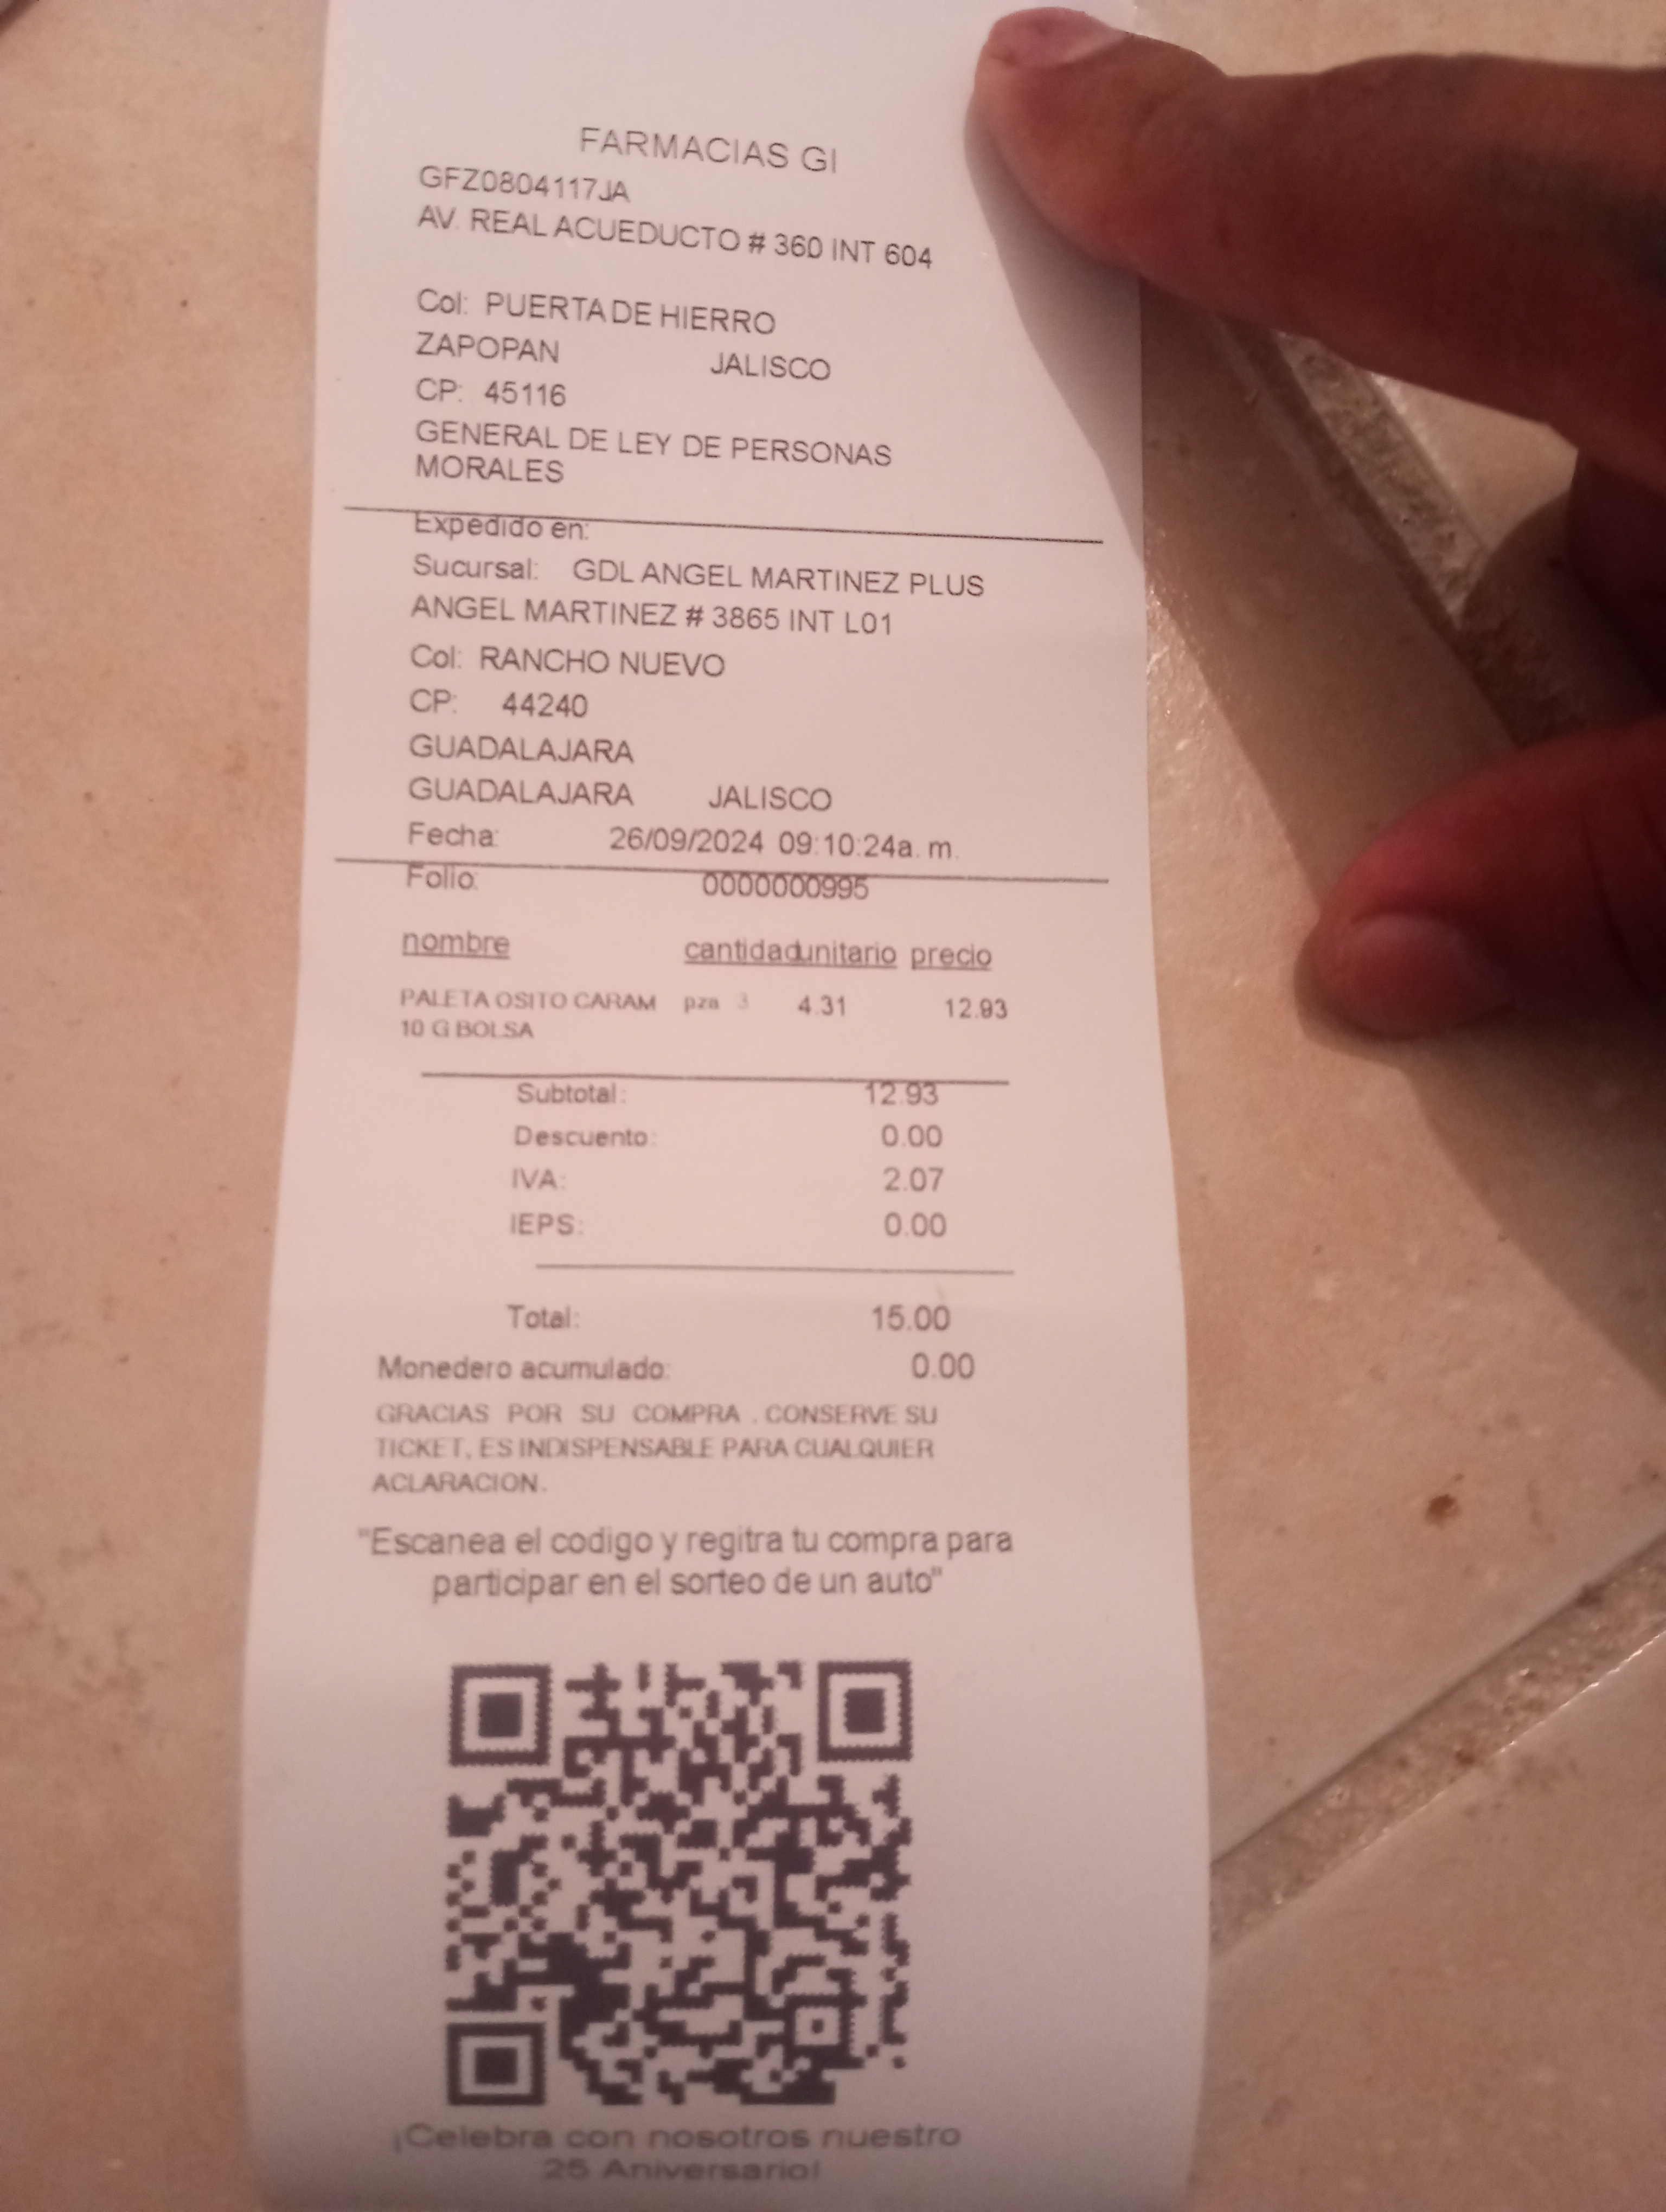 FARMACIAS GI
GFZ0804117JA
AV. REAL ACUEDUCTO # 360 INT 604
Col: PUERTA DE HIERRO
ZAPOPAN JALISCO
CP: 45116
GENERAL DE LEY DE PERSONAS
MORALES
Expedido en:
Sucursal: GDL ANGEL MARTINEZ PLUS
ANGEL MARTINEZ # 3865 INT L01
Col: RANCHO NUEVO
CP: 44240
GUADALAJARA
GUADALAJARA JALISCO
Fecha: 26/09/2024 09:10:24a. m.
Folio: 0000000995
nombre cantidad unitario precio
PALETA OSITO CARAM pza 3 4.31 12.93
10 G BOLSA
Subtotal: 12.93
Descuento: 0.00
IVA: 2.07
IEPS: 0.00
Total: 15.00
Monedero acumulado: 0.00
GRACIAS POR SU COMPRA . CONSERVE SU
TICKET, ES INDISPENSABLE PARA CUALQUIER
ACLARACION.
"Escanea el codigo y regitra tu compra para
participar en el sorteo de un auto"
¡Celebra con nosotros nuestro
25 Aniversario!